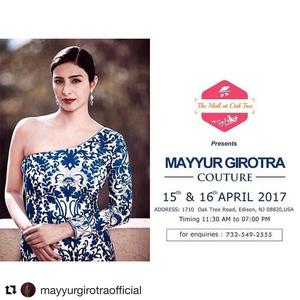 The Mall at Oak Tree
Presents
MAYYUR GIROTRA
COUTURE
15th & 16th APRIL 2017
ADDRESS: 1710 Oak Tree Road, Edison, NJ 08820,USA
Timing 11:30 AM to 07:00 PM
for enquiries : 732-549-2555
mayyurgirotraofficial